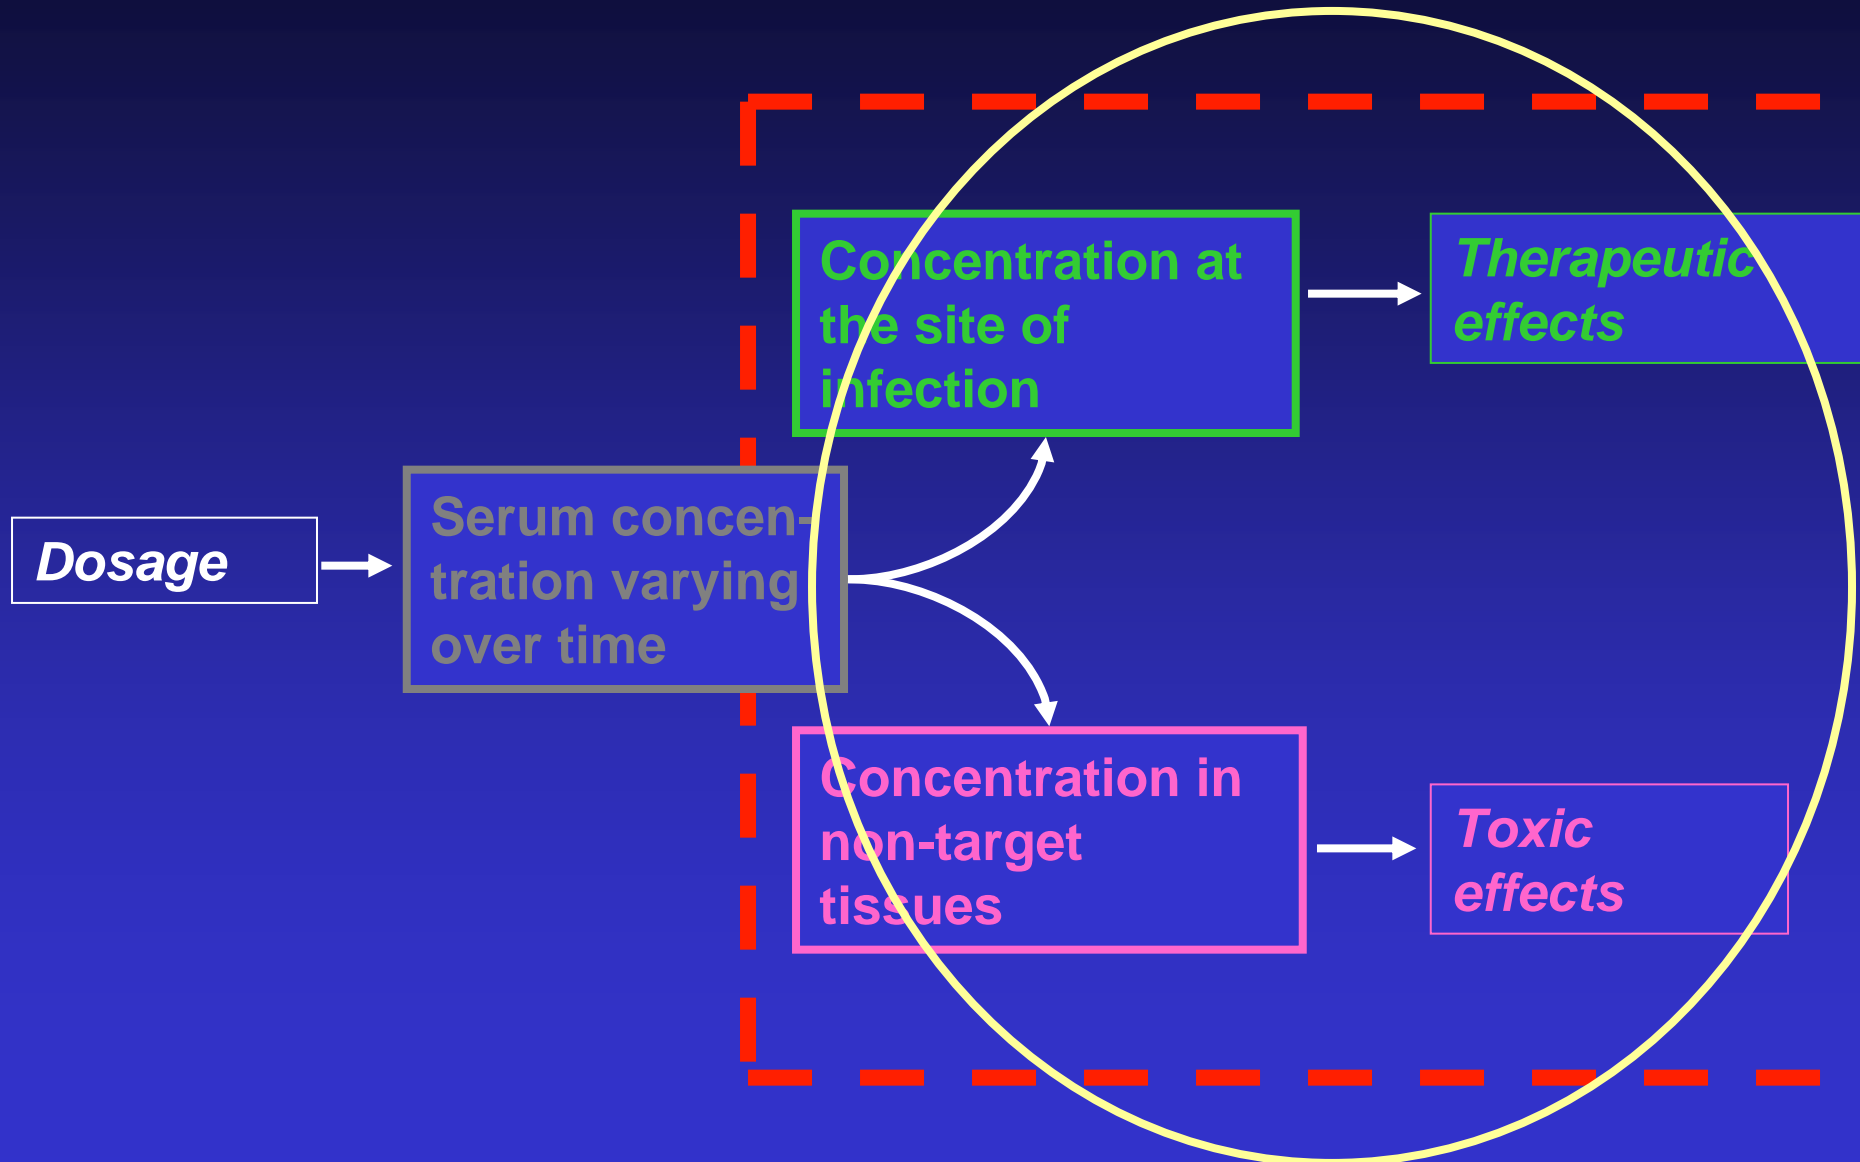 Dosage
Serum concen-
tration varying
over time
Concentration at
the site of
infection
Therapeutic
effects
Concentration in
non-target
tissues
Toxic
effects